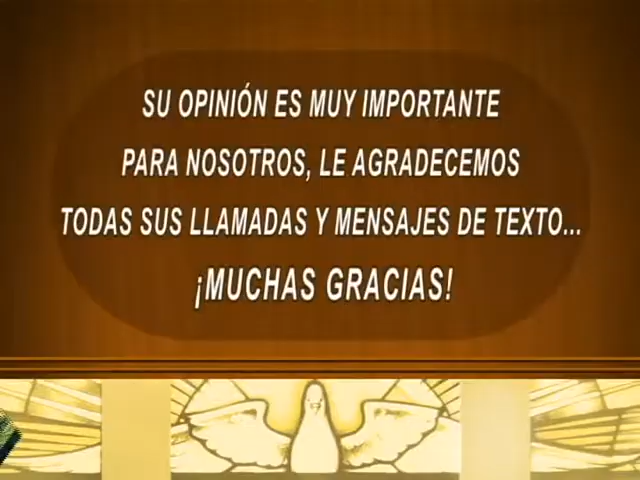 SU OPINIÓN ES MUY IMPORTANTE
PARA NOSOTROS, LE AGRADECEMOS
TODAS SUS LLAMADAS Y MENSAJES DE TEXTO...
¡MUCHAS GRACIAS!